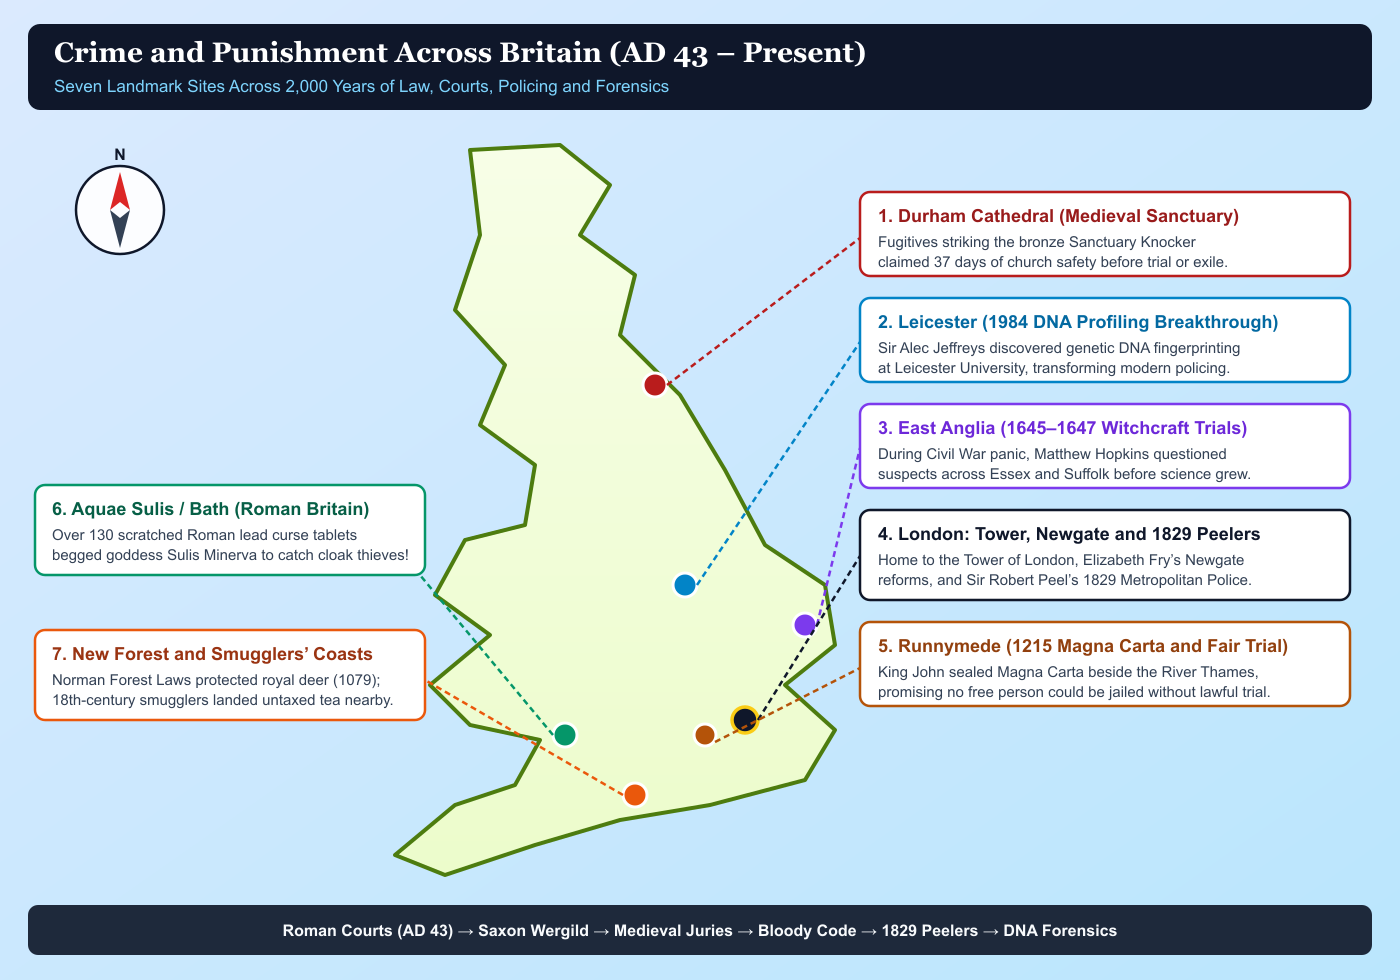 Crime and Punishment Across Britain (AD 43 – Present)
Seven Landmark Sites Across 2,000 Years of Law, Courts, Policing and Forensics
N
1. Durham Cathedral (Medieval Sanctuary)
Fugitives striking the bronze Sanctuary Knocker
claimed 37 days of church safety before trial or exile.
2. Leicester (1984 DNA Profiling Breakthrough)
Sir Alec Jeffreys discovered genetic DNA fingerprinting
at Leicester University, transforming modern policing.
3. East Anglia (1645–1647 Witchcraft Trials)
During Civil War panic, Matthew Hopkins questioned
suspects across Essex and Suffolk before science grew.
4. London: Tower, Newgate and 1829 Peelers
Home to the Tower of London, Elizabeth Fry’s Newgate
reforms, and Sir Robert Peel’s 1829 Metropolitan Police.
5. Runnymede (1215 Magna Carta and Fair Trial)
King John sealed Magna Carta beside the River Thames,
promising no free person could be jailed without lawful trial.
6. Aquae Sulis / Bath (Roman Britain)
Over 130 scratched Roman lead curse tablets
begged goddess Sulis Minerva to catch cloak thieves!
7. New Forest and Smugglers’ Coasts
Norman Forest Laws protected royal deer (1079);
18th-century smugglers landed untaxed tea nearby.
Roman Courts (AD 43) → Saxon Wergild → Medieval Juries → Bloody Code → 1829 Peelers → DNA Forensics